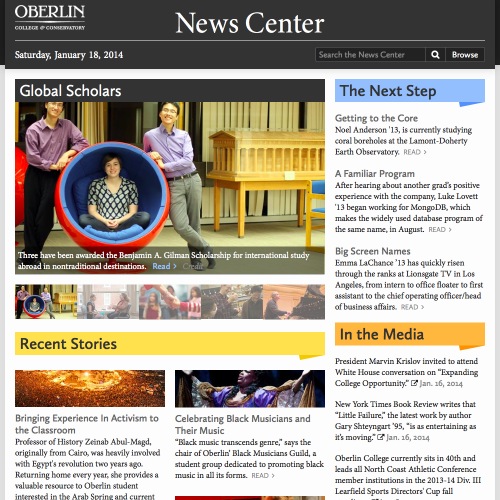 OBERLIN
COLLEGE & CONSERVATORY
News Center
Saturday, January 18, 2014
Search the News Center
Browse
Global Scholars
Three have been awarded the Benjamin A. Gilman Scholarship for international study
abroad in nontraditional destinations. Read > Credit
Recent Stories
Bringing Experience In Activism to
the Classroom
Professor of History Zeinab Abul-Magd,
originally from Cairo, was heavily involved
with Egypt's revolution two years ago.
Returning home every year, she provides a
valuable resource to Oberlin student
interested in the Arab Spring and current
Celebrating Black Musicians and
Their Music
"Black music transcends genre," says the
chair of Oberlin' Black Musicians Guild, a
student group dedicated to promoting black
music in all its forms. READ >
The Next Step
Getting to the Core
Noel Anderson '13, is currently studying
coral boreholes at the Lamont-Doherty
Earth Observatory. READ >
A Familiar Program
After hearing about another grad's positive
experience with the company, Luke Lovett
'13 began working for MongoDB, which
makes the widely used database program of
the same name, in August. READ >
Big Screen Names
Emma LaChance '13 has quickly risen
through the ranks at Lionsgate TV in Los
Angeles, from intern to office floater to first
assistant to the chief operating officer/head
of business affairs. READ >
In the Media
President Marvin Krislov invited to attend
White House conversation on "Expanding
College Opportunity." Jan. 16, 2014
New York Times Book Review writes that
"Little Failure," the latest work by author
Gary Shteyngart '95, "is as entertaining as
it's moving." Jan. 16, 2014
Oberlin College currently sits in 40th and
leads all North Coast Athletic Conference
member institutions in the 2013-14 Div. III
Learfield Sports Directors' Cup fall